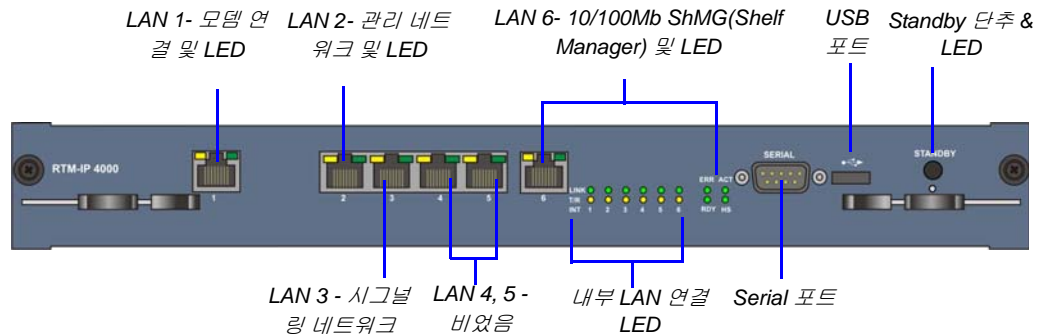 LAN 1- 모뎀 연
결 및 LED
LAN 2- 관리 네트
워크 및 LED
LAN 6- 10/100Mb ShMG(Shelf
Manager) 및 LED
USB
포트
Standby 단추 &
LED
RTM-IP 4000
SERIAL
STANDBY
ERR ACT
LINK
T/R
INT 1 2 3 4 5 6
RDY HS
1
2 3 4 5
6
LAN 3 - 시그널
링 네트워크
LAN 4, 5 -
비었음
내부 LAN 연결
LED
Serial 포트